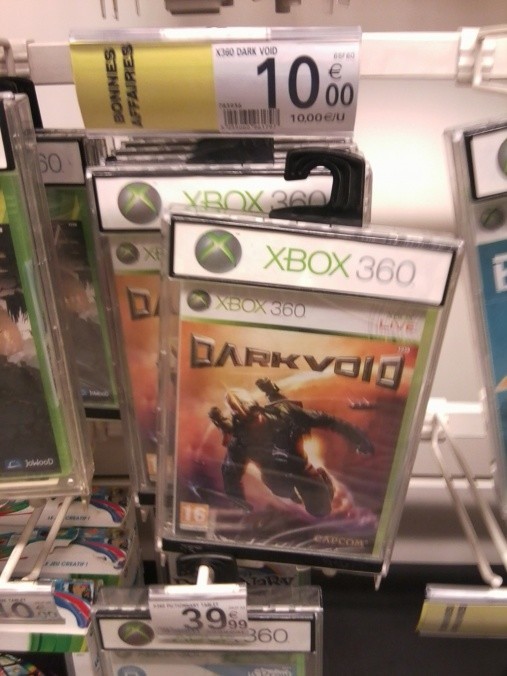 BONNES
AFFAIRES
X360 DARK VOID
10€00
10,00€/U
XBOX 360
XBOX 360
XBOX 360
LIVE
DARKVOID
16
CAPCOM
JoWooD
39€99
360